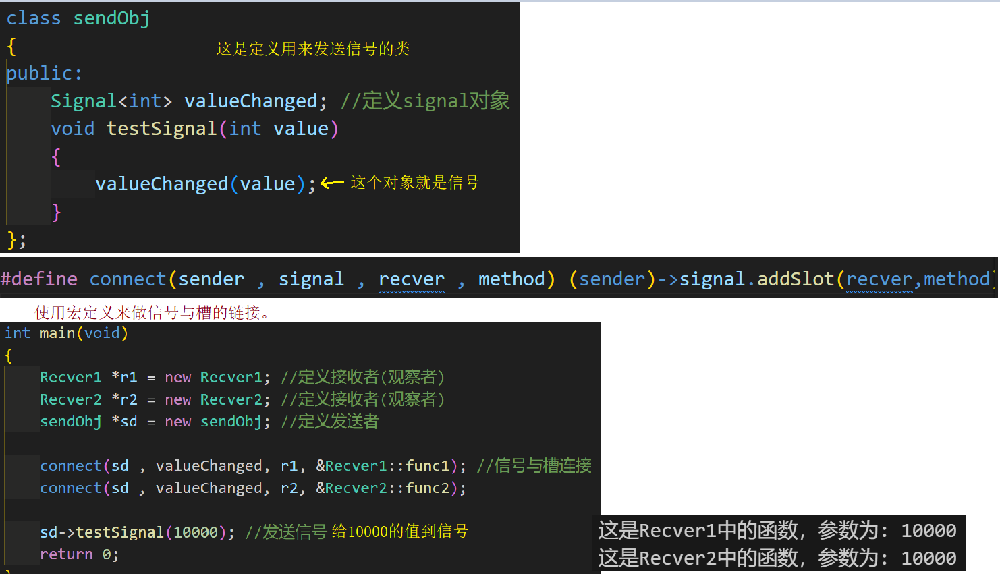 class sendObj
{
这是定义用来发送信号的类
public:
Signal<int> valueChanged; //定义signal对象
void testSignal(int value)
{
valueChanged(value); 这个对象就是信号
}
};
#define connect(sender , signal , recver , method) (sender)->signal.addSlot(recver,method)
使用宏定义来做信号与槽的链接。
int main(void)
{
Recver1 *r1 = new Recver1; //定义接收者(观察者)
Recver2 *r2 = new Recver2; //定义接收者(观察者)
sendObj *sd = new sendObj; //定义发送者
connect(sd , valueChanged, r1, &Recver1::func1); //信号与槽连接
connect(sd , valueChanged, r2, &Recver2::func2);
sd->testSignal(10000); //发送信号 给10000的值到信号
return 0;
这是Recver1中的函数，参数为: 10000
这是Recver2中的函数，参数为: 10000